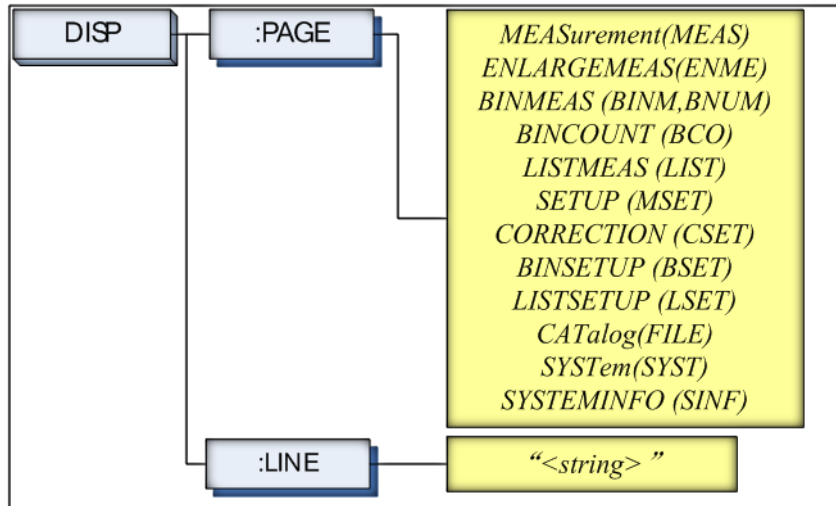 DISP
:PAGE
MEASurement(MEAS)
ENLARGEMEAS(ENME)
BINMEAS (BINM,BNUM)
BINCOUNT (BCO)
LISTMEAS (LIST)
SETUP (MSET)
CORRECTION (CSET)
BINSETUP (BSET)
LISTSETUP (LSET)
CATalog(FILE)
SYSTem(SYST)
SYSTEMINFO (SINF)
:LINE
“<string> ”